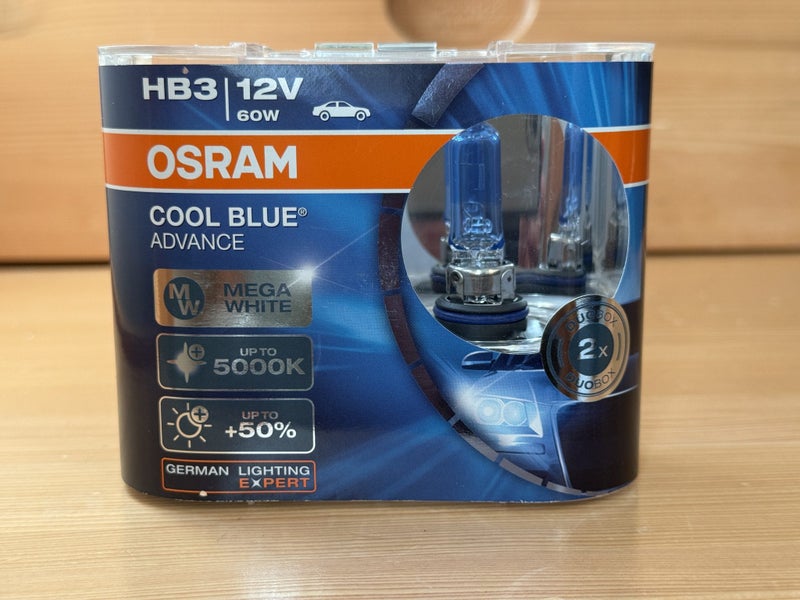 HB3 12V
60W
OSRAM
COOL BLUE®
ADVANCE
MW
MEGA
WHITE
UP TO
5000K
UP TO
+50%
GERMAN LIGHTING
EXPERT
DUOBOX
2x
DUOBOX